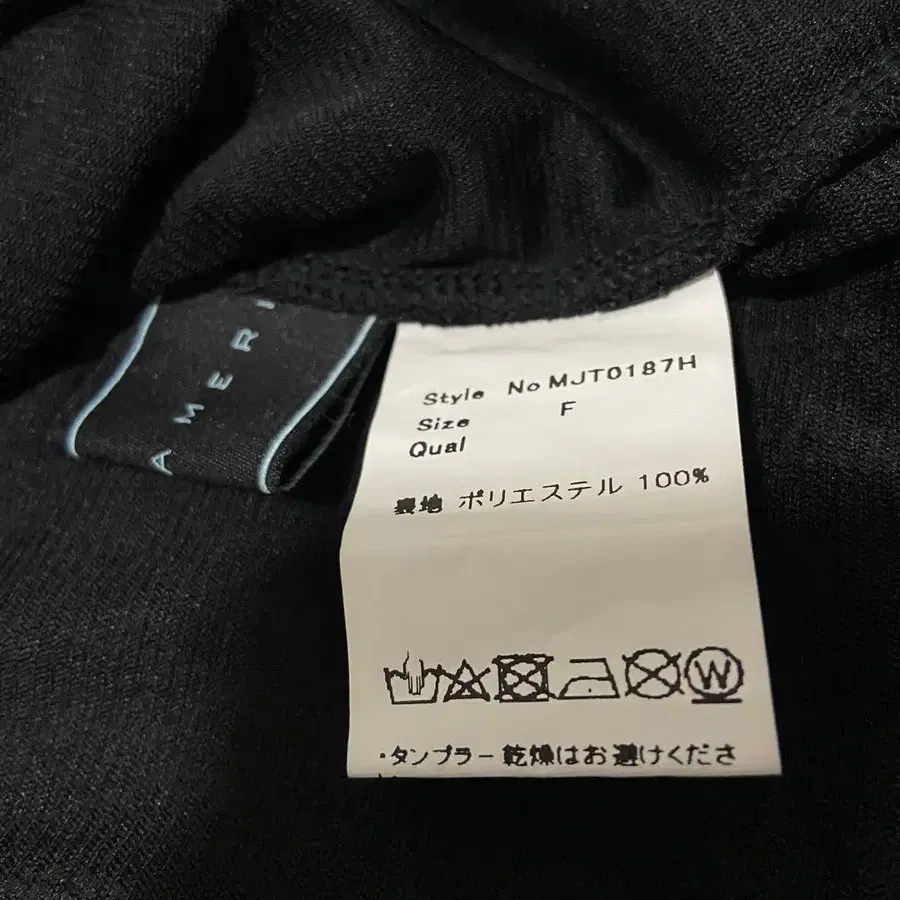 AMERI
Style No MJT0187H
Size F
Qual
表地 ポリエステル 100%
W
・タンブラー乾燥はお避けくださ